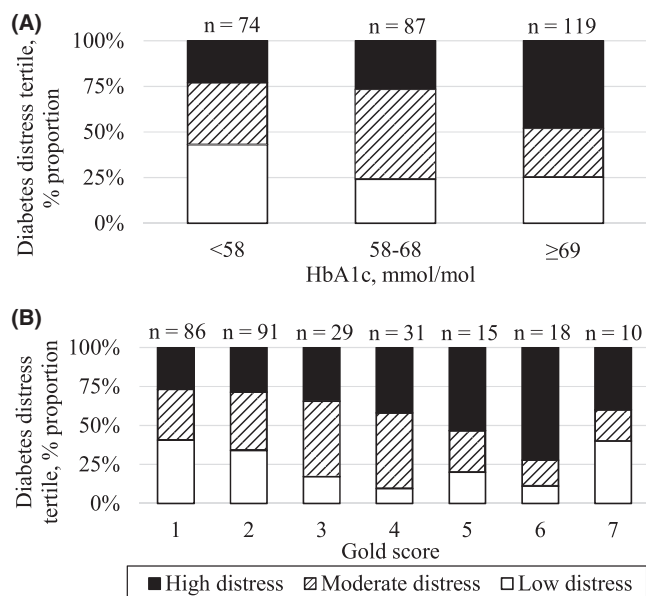 (A)
n = 74 n = 87 n = 119
Diabetes distress tertile,
% proportion
100%
75%
50%
25%
0%
<58 58-68 ≥69
HbA1c, mmol/mol
(B)
n = 86 n = 91 n = 29 n = 31 n = 15 n = 18 n = 10
Diabetes distress
tertile, % proportion
100%
75%
50%
25%
0%
1 2 3 4 5 6 7
Gold score
High distress Moderate distress Low distress